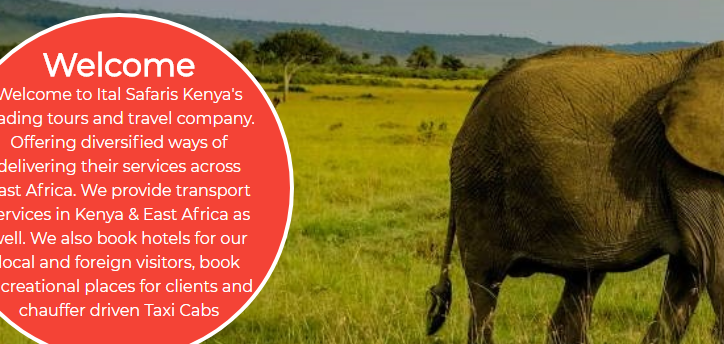 Welcome
Welcome to Ital Safaris Kenya's
ading tours and travel company.
Offering diversified ways of
delivering their services across
ast Africa. We provide transport
ervices in Kenya & East Africa as
well. We also book hotels for our
local and foreign visitors, book
creational places for clients and
chauffer driven Taxi Cabs